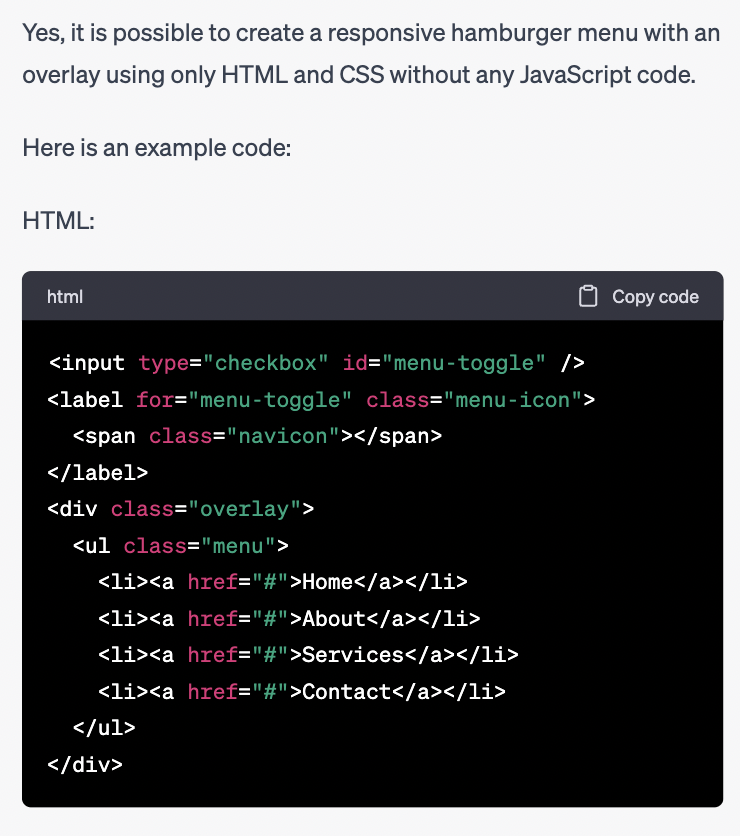 Yes, it is possible to create a responsive hamburger menu with an
overlay using only HTML and CSS without any JavaScript code.
Here is an example code:
HTML:
html Copy code
<input type="checkbox" id="menu-toggle" />
<label for="menu-toggle" class="menu-icon">
  <span class="navicon"></span>
</label>
<div class="overlay">
  <ul class="menu">
    <li><a href="#">Home</a></li>
    <li><a href="#">About</a></li>
    <li><a href="#">Services</a></li>
    <li><a href="#">Contact</a></li>
  </ul>
</div>